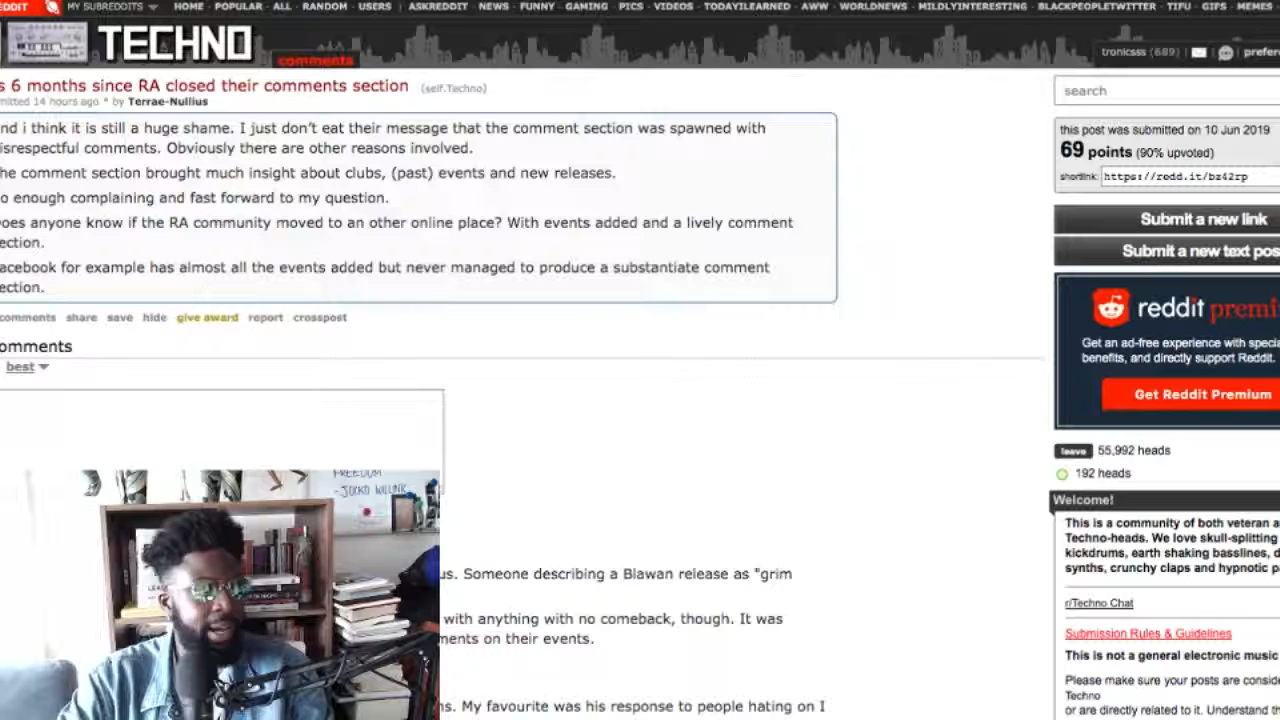 EDDIT MY SUBREDDITS HOME - POPULAR - ALL - RANDOM - USERS | ASKREDDIT - NEWS - FUNNY - GAMING - PICS - VIDEOS - TODAYILEARNED - AWW - WORLDNEWS - MILDLYINTERESTING - BLACKPEOPLETWITTER - TIFU - GIFS - MEMES
TECHNO
comments
tronicsss (689) |
prefere
s 6 months since RA closed their comments section (self.Techno)
mitted 14 hours ago * by Terrae-Nullius
nd i think it is still a huge shame. I just don't eat their message that the comment section was spawned with
isrespectful comments. Obviously there are other reasons involved.
he comment section brought much insight about clubs, (past) events and new releases.
o enough complaining and fast forward to my question.
oes anyone know if the RA community moved to an other online place? With events added and a lively comment
ection.
acebook for example has almost all the events added but never managed to produce a substantiate comment
ection.
comments share save hide give award report crosspost
omments
best
FREEDOM
-JOCKO WILLINK
us. Someone describing a Blawan release as "grim
with anything with no comeback, though. It was
ments on their events.
ns. My favourite was his response to people hating on I
search
this post was submitted on 10 Jun 2019
69 points (90% upvoted)
shortlink: https://redd.it/bz42rp
Submit a new link
Submit a new text pos
reddit premi
Get an ad-free experience with specia
benefits, and directly support Reddit.
Get Reddit Premium
leave 55,992 heads
192 heads
Welcome!
This is a community of both veteran a
Techno-heads. We love skull-splitting
kickdrums, earth shaking basslines, d
synths, crunchy claps and hypnotic p
r/Techno Chat
Submission Rules & Guidelines
This is not a general electronic music
Please make sure your posts are conside
Techno
or are directly related to it. Understand th